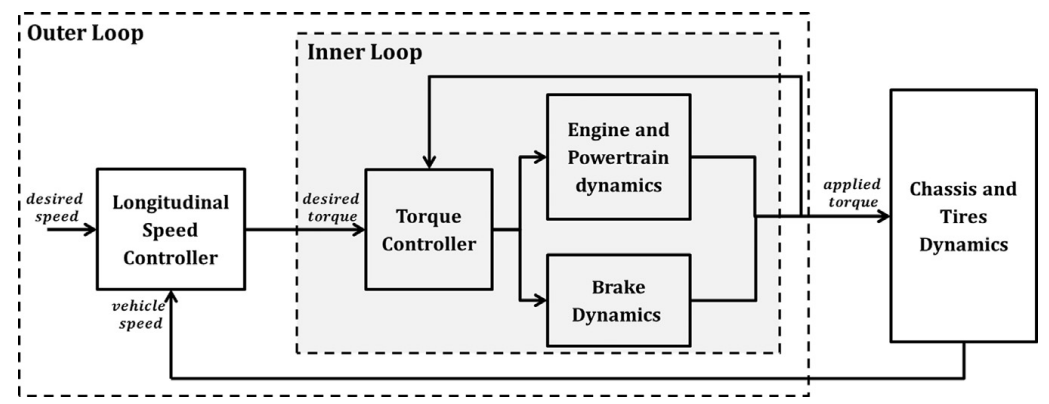 Outer Loop
Inner Loop
desired
speed
Longitudinal
Speed
Controller
vehicle
speed
desired
torque
Torque
Controller
Engine and
Powertrain
dynamics
Brake
Dynamics
applied
torque
Chassis and
Tires
Dynamics